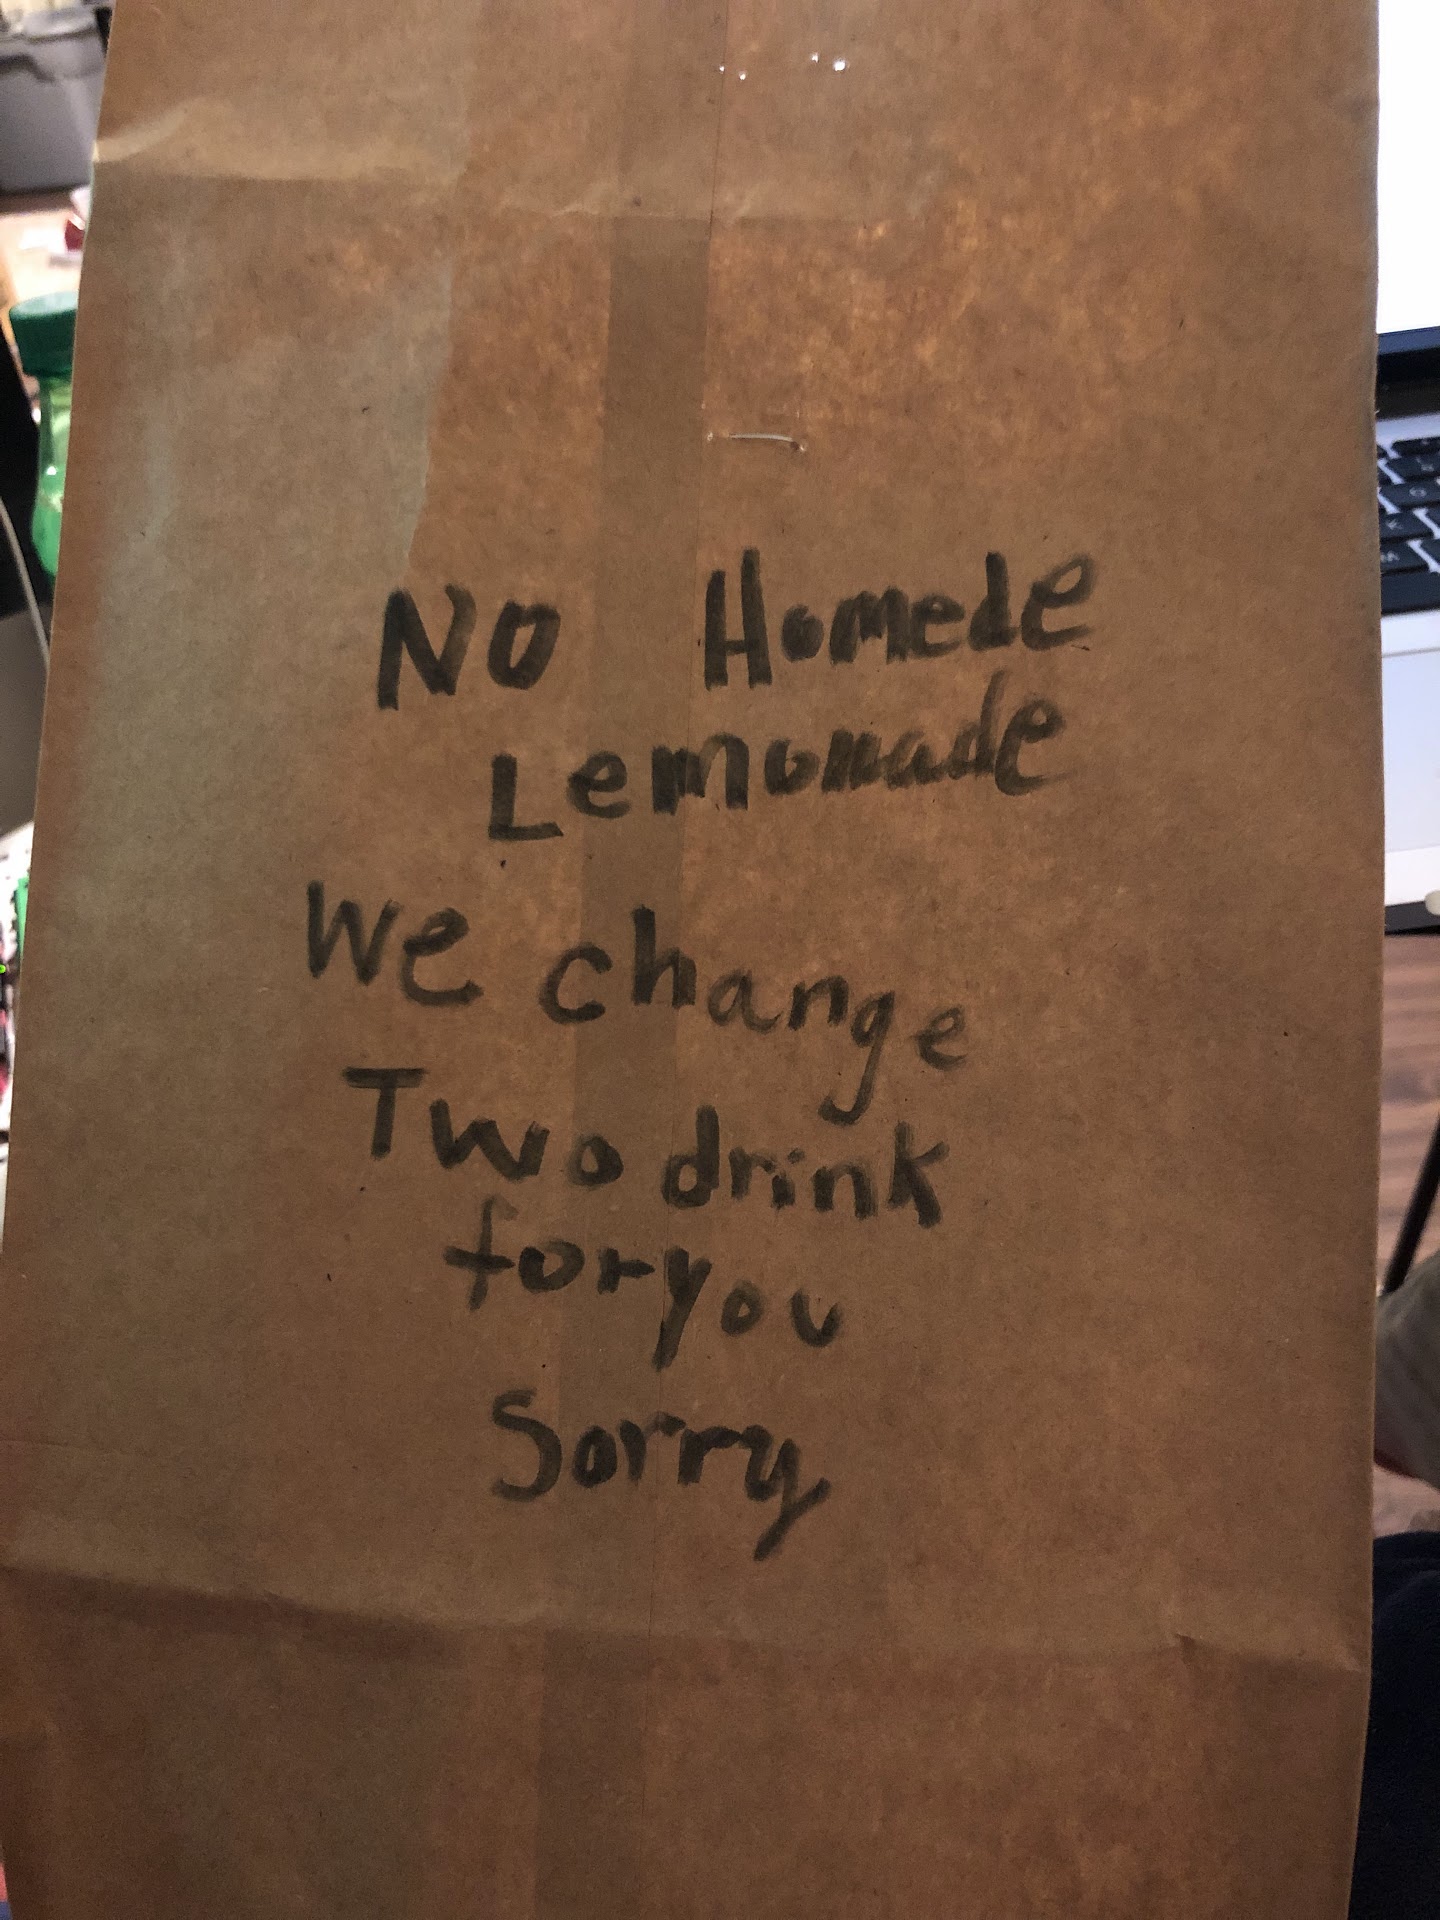 NO Homede
Lemonade
We change
Two drink
for you
Sorry